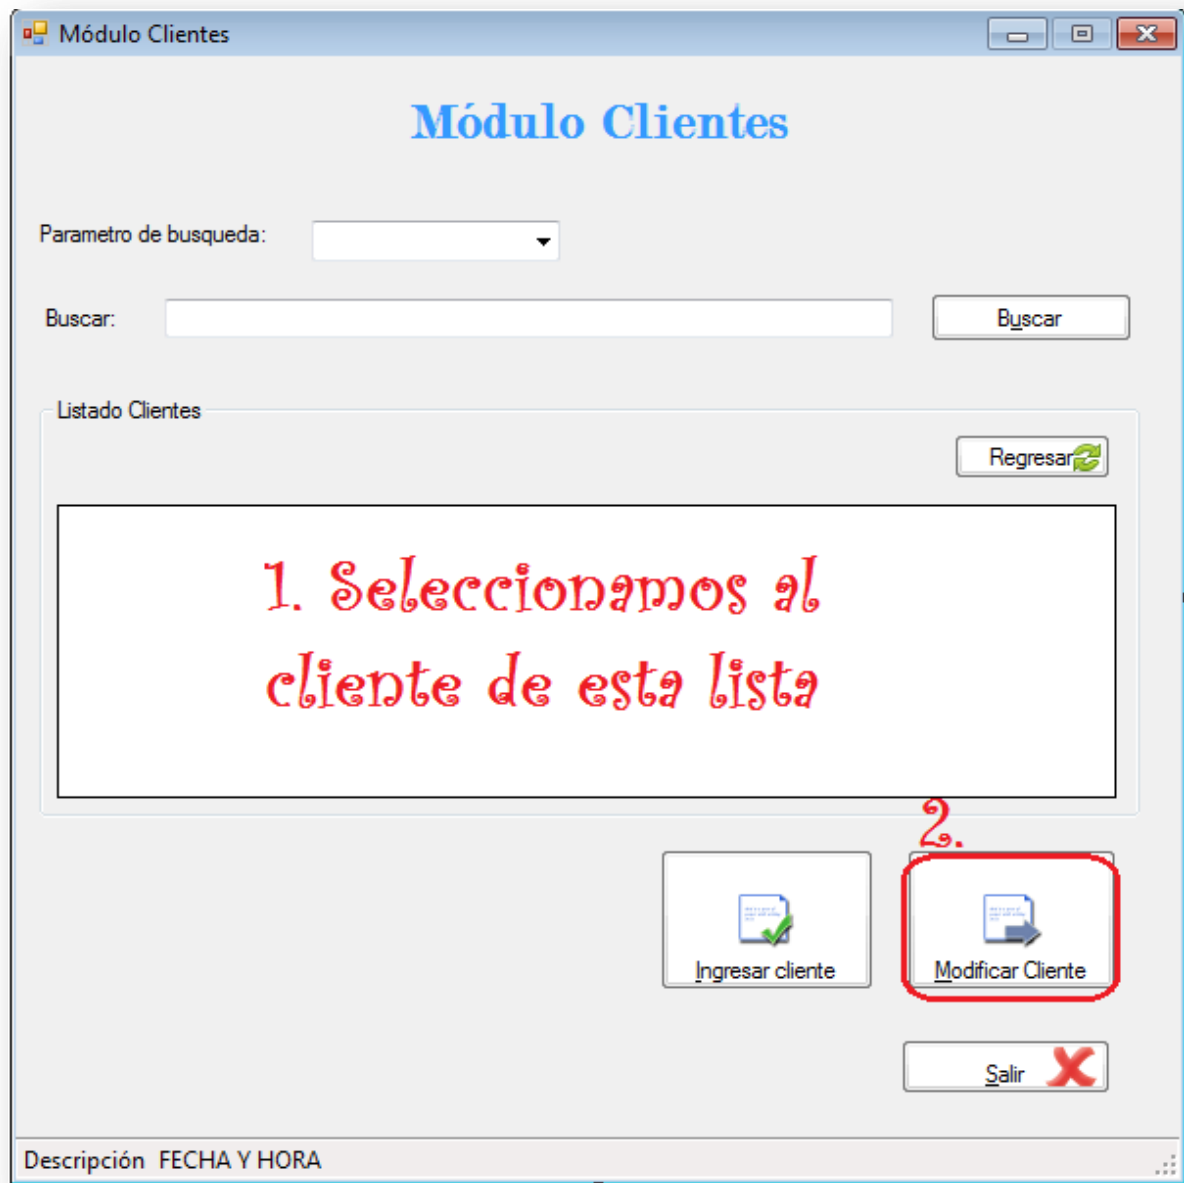 Módulo Clientes
Módulo Clientes
Parametro de busqueda:
Buscar:
Buscar
Listado Clientes
Regresar
1. Seleccionamos al
cliente de esta lista
2.
Ingresar cliente
Modificar Cliente
Salir
Descripción FECHA Y HORA